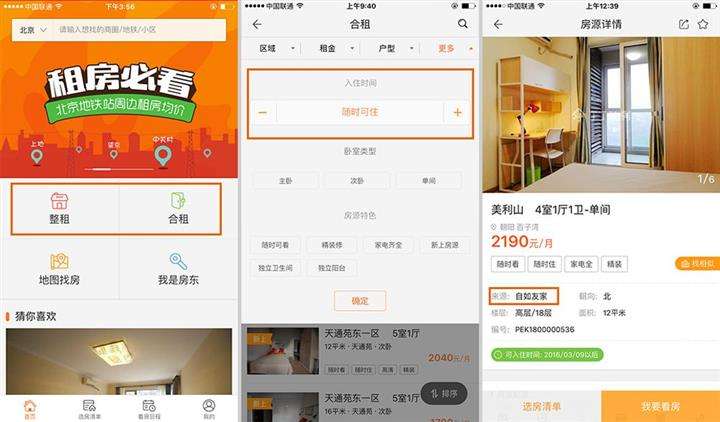 中国联通
下午3:56
北京
请输入想找的商圈/地铁/小区
租房必看
北京地铁站周边租房均价
上地
望京
中关村
整租
合租
地图找房
我是房东
猜你喜欢
首页
选房清单
看房日程
我的
中国联通
上午9:40
合租
区域
租金
户型
更多
入住时间
随时可住
卧室类型
主卧
次卧
单间
房源特色
随时可看
精装修
家电齐全
新上房源
独立卫生间
独立阳台
确定
新上
天通苑东一区 5室1厅
12平米·天通苑·次卧
2040元/月
随时看
随时住
高清
精装
新上
天通苑东一区 5室1厅
16平米·天通苑·次卧
排序
中国联通
上午12:39
房源详情
1/6
美利山 4室1厅1卫-单间
朝阳 百子湾
2190元/月
随时看
随时住
家电全
精装
找相似
来源: 自如友家
朝向: 北
楼层: 高层/18层
面积: 12平米
编号: PEK1800000536
可入住时间: 2016/03/09以后
选房清单
我要看房